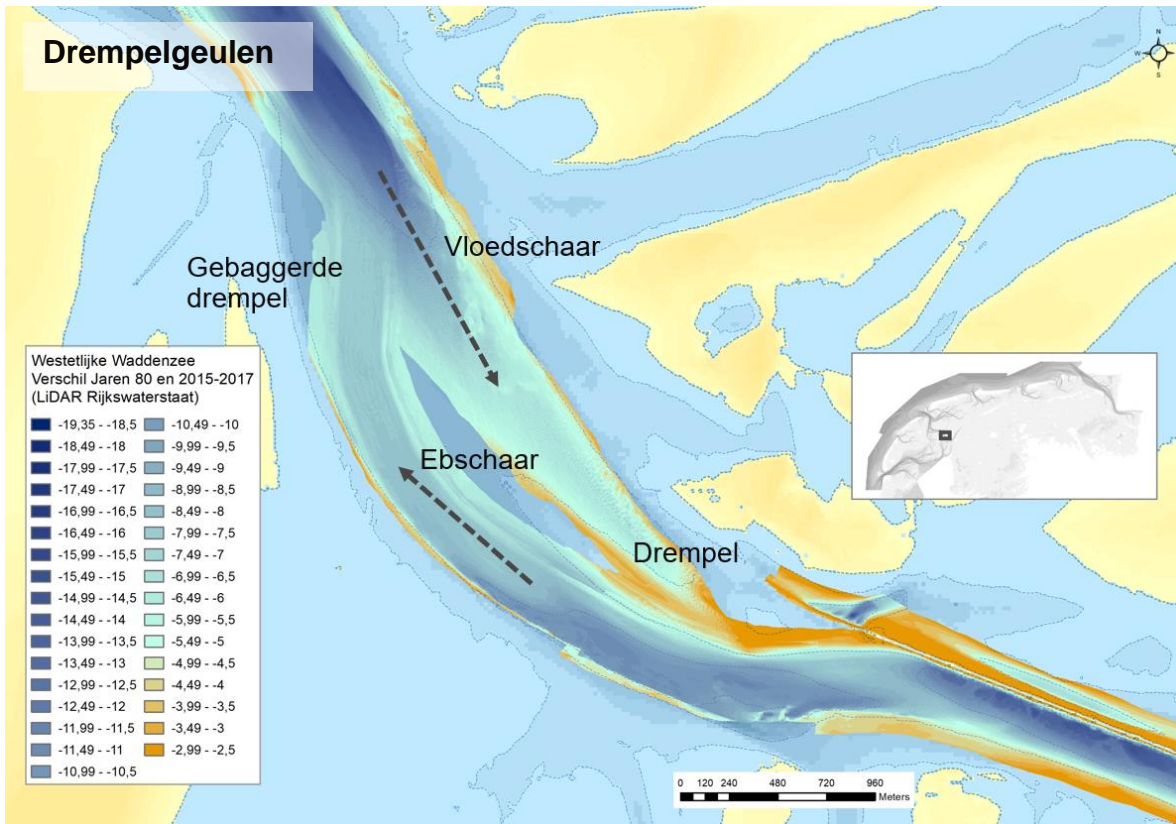 Drempelgeulen
N
W E
S
Vloedschaar
Gebaggerde
drempel
Ebschaar
Drempel
Westetlijke Waddenzee
Verschil Jaren 80 en 2015-2017
(LiDAR Rijkswaterstaat)
-19,35 - -18,5
-18,49 - -18
-17,99 - -17,5
-17,49 - -17
-16,99 - -16,5
-16,49 - -16
-15,99 - -15,5
-15,49 - -15
-14,99 - -14,5
-14,49 - -14
-13,99 - -13,5
-13,49 - -13
-12,99 - -12,5
-12,49 - -12
-11,99 - -11,5
-11,49 - -11
-10,99 - -10,5
-10,49 - -10
-9,99 - -9,5
-9,49 - -9
-8,99 - -8,5
-8,49 - -8
-7,99 - -7,5
-7,49 - -7
-6,99 - -6,5
-6,49 - -6
-5,99 - -5,5
-5,49 - -5
-4,99 - -4,5
-4,49 - -4
-3,99 - -3,5
-3,49 - -3
-2,99 - -2,5
0 120 240 480 720 960
Meters